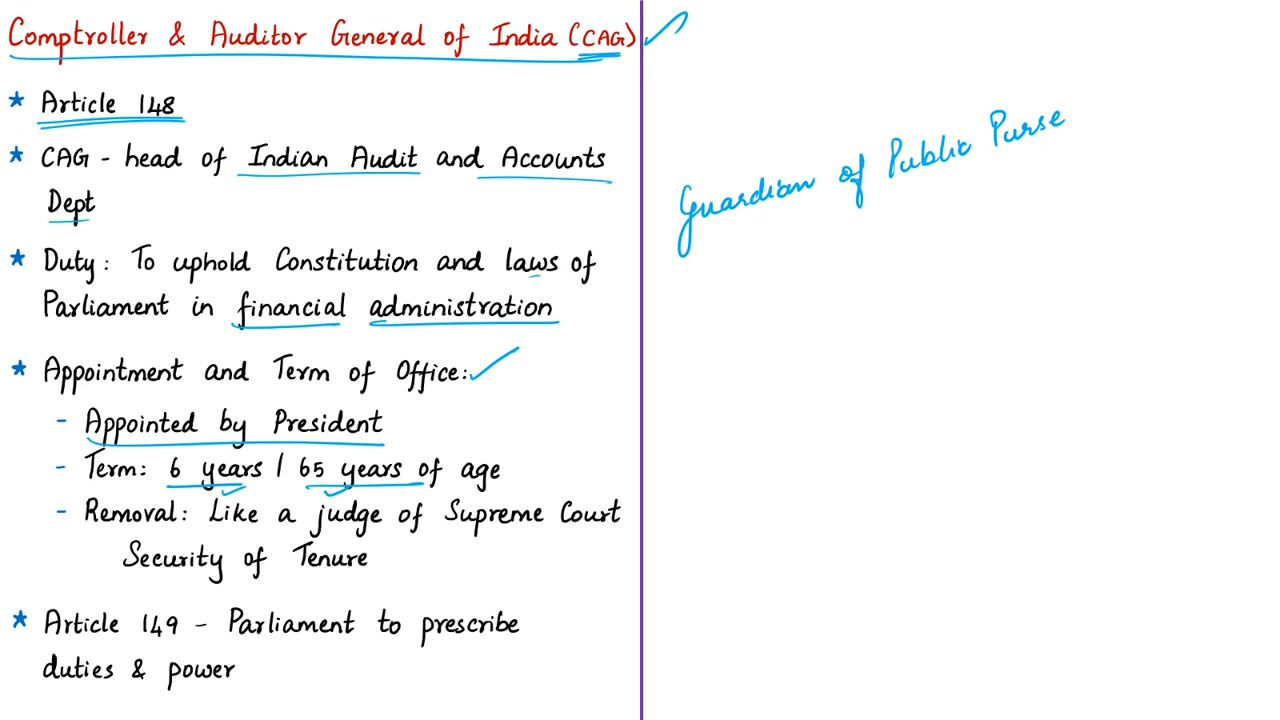 Comptroller & Auditor General of India (CAG)
* Article 148
* CAG - head of Indian Audit and Accounts
Dept
* Duty: To uphold Constitution and laws of
Parliament in financial administration
* Appointment and Term of Office:
- Appointed by President
- Term: 6 years / 65 years of age
- Removal: Like a judge of Supreme Court
Security of Tenure
* Article 149 - Parliament to prescribe
duties & power
Guardian of Public Purse